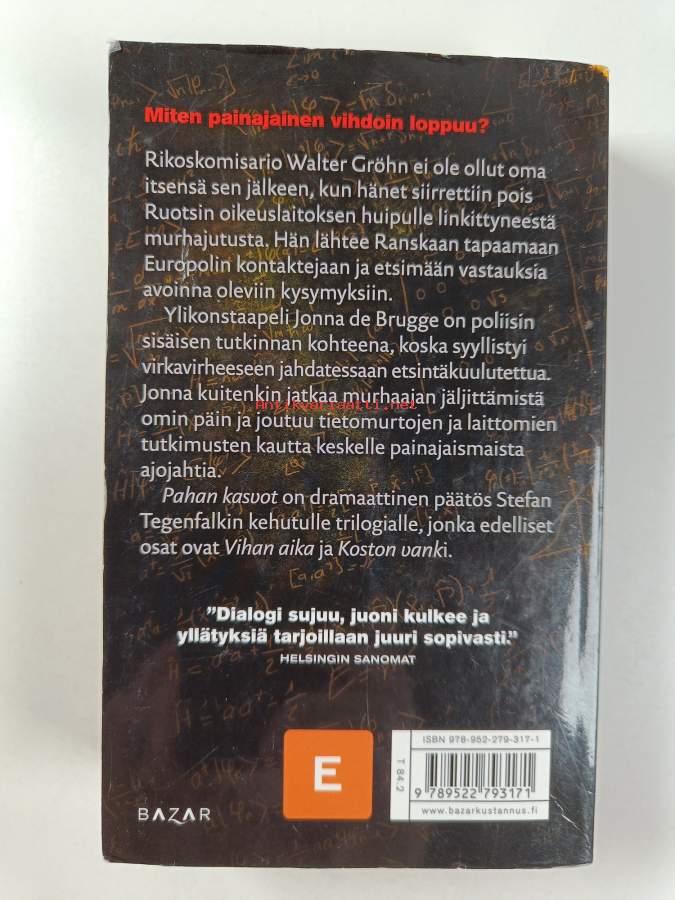 Miten painajainen vihdoin loppuu?
Rikoskomisario Walter Gröhn ei ole ollut oma
itsensä sen jälkeen, kun hänet siirrettiin pois
Ruotsin oikeuslaitoksen huipulle linkittyneestä
murhajutusta. Hän lähtee Ranskaan tapaamaan
Europolin kontaktejaan ja etsimään vastauksia
avoinna oleviin kysymyksiin.
Ylikonstaapeli Jonna de Brugge on poliisin
sisäisen tutkinnan kohteena, koska syyllistyi
virkavirheeseen jahdatessaan etsintäkuulutettua.
Jonna kuitenkin jatkaa murhaajan jäljittämistä
Antikvariaatti.net
omin päin ja joutuu tietomurtojen ja laittomien
tutkimusten kautta keskelle painajaismaista
ajojahtia.
Pahan kasvot on dramaattinen päätös Stefan
Tegenfalkin kehutulle trilogialle, jonka edelliset
osat ovat Vihan aika ja Koston vanki.
”Dialogi sujuu, juoni kulkee ja
yllätyksiä tarjoillaan juuri sopivasti.”
HELSINGIN SANOMAT
BAZAR
E
T 84.2
ISBN 978-952-279-317-1
9 789522 793171
www.bazarkustannus.fi